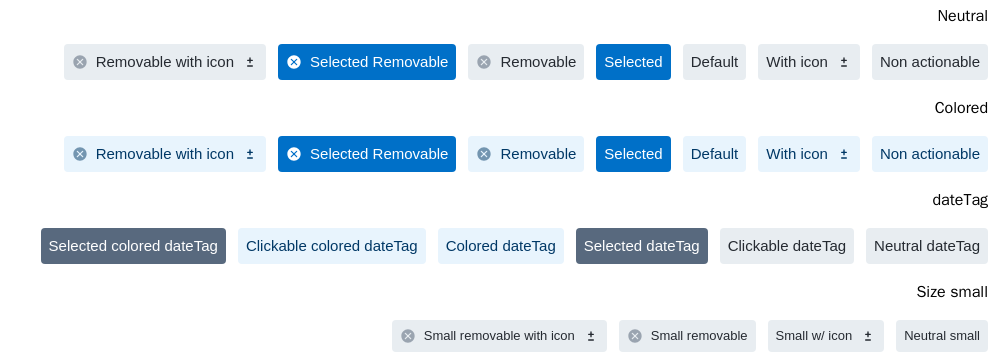 Neutral
Removable with icon ± Selected Removable Removable Selected Default With icon ± Non actionable
Colored
Removable with icon ± Selected Removable Removable Selected Default With icon ± Non actionable
dateTag
Selected colored dateTag Clickable colored dateTag Colored dateTag Selected dateTag Clickable dateTag Neutral dateTag
Size small
Small removable with icon ± Small removable Small w/ icon ± Neutral small